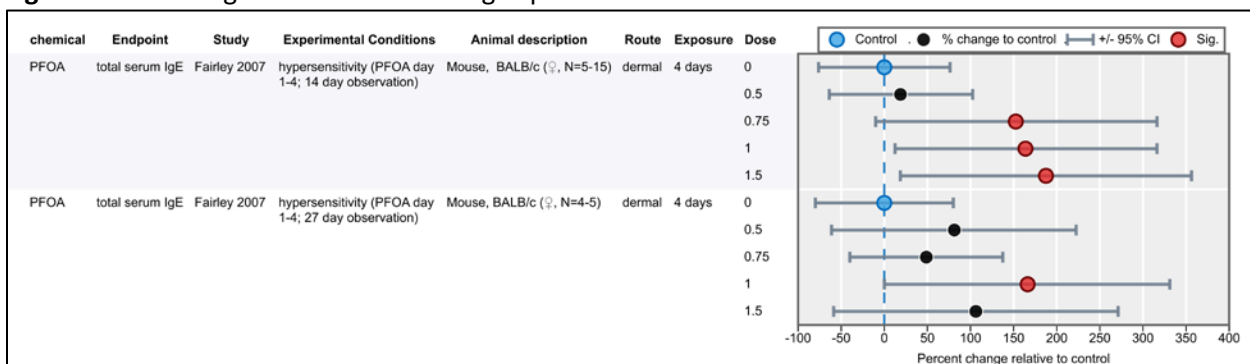 chemical Endpoint Study Experimental Conditions Animal description Route Exposure Dose
Control . % change to control +/- 95% CI Sig.
PFOA total serum IgE Fairley 2007 hypersensitivity (PFOA day Mouse, BALB/c (♀, N=5-15) dermal 4 days 0
1-4; 14 day observation)
0.5
0.75
1
1.5
PFOA total serum IgE Fairley 2007 hypersensitivity (PFOA day Mouse, BALB/c (♀, N=4-5) dermal 4 days 0
1-4; 27 day observation)
0.5
0.75
1
1.5
-100 -50 0 50 100 150 200 250 300 350 400
Percent change relative to control